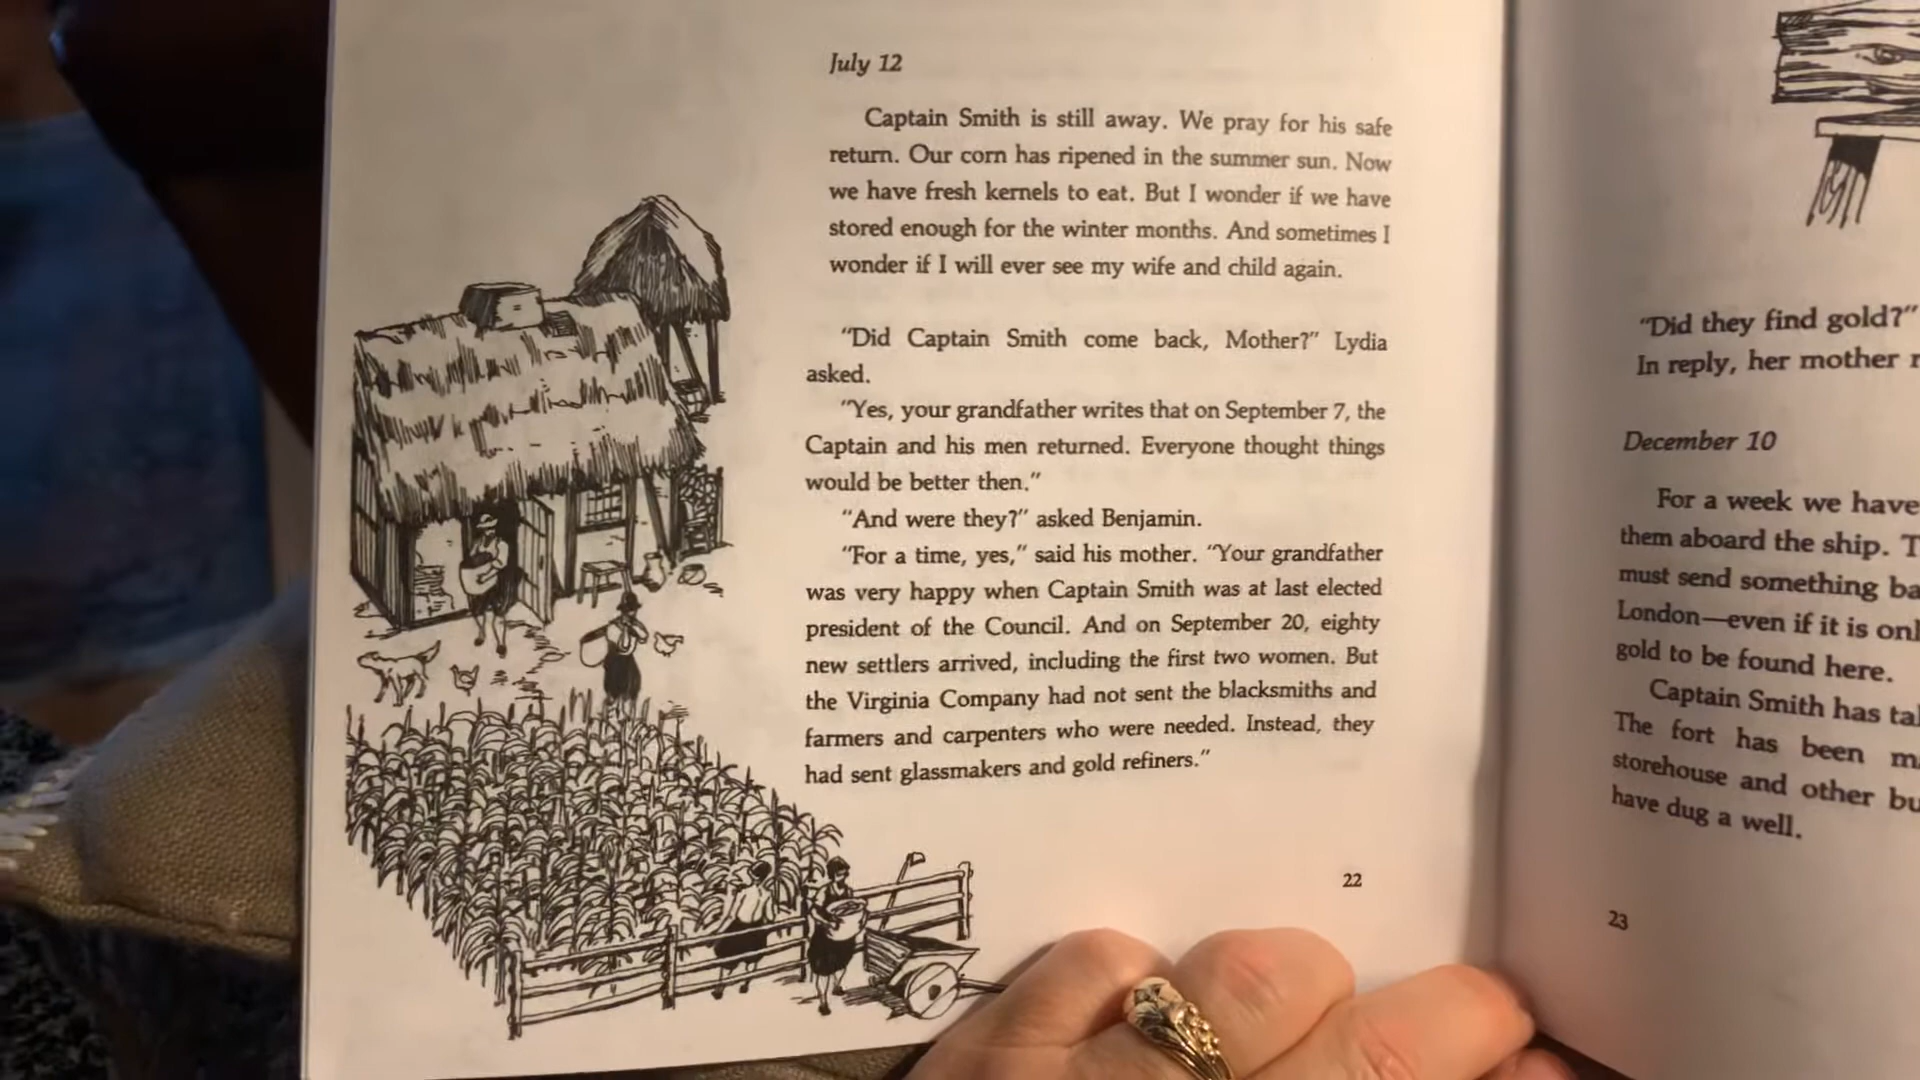 July 12
Captain Smith is still away. We pray for his safe
return. Our corn has ripened in the summer sun. Now
we have fresh kernels to eat. But I wonder if we have
stored enough for the winter months. And sometimes I
wonder if I will ever see my wife and child again.
"Did Captain Smith come back, Mother?" Lydia
asked.
"Yes, your grandfather writes that on September 7, the
Captain and his men returned. Everyone thought things
would be better then."
"And were they?" asked Benjamin.
"For a time, yes," said his mother. "Your grandfather
was very happy when Captain Smith was at last elected
president of the Council. And on September 20, eighty
new settlers arrived, including the first two women. But
the Virginia Company had not sent the blacksmiths and
farmers and carpenters who were needed. Instead, they
had sent glassmakers and gold refiners."
22
"Did they find gold?"
In reply, her mother
December 10
For a week we have
them aboard the ship.
must send something
London—even if it is
gold to be found here.
Captain Smith has
The fort has been
storehouse and other
have dug a well.
23